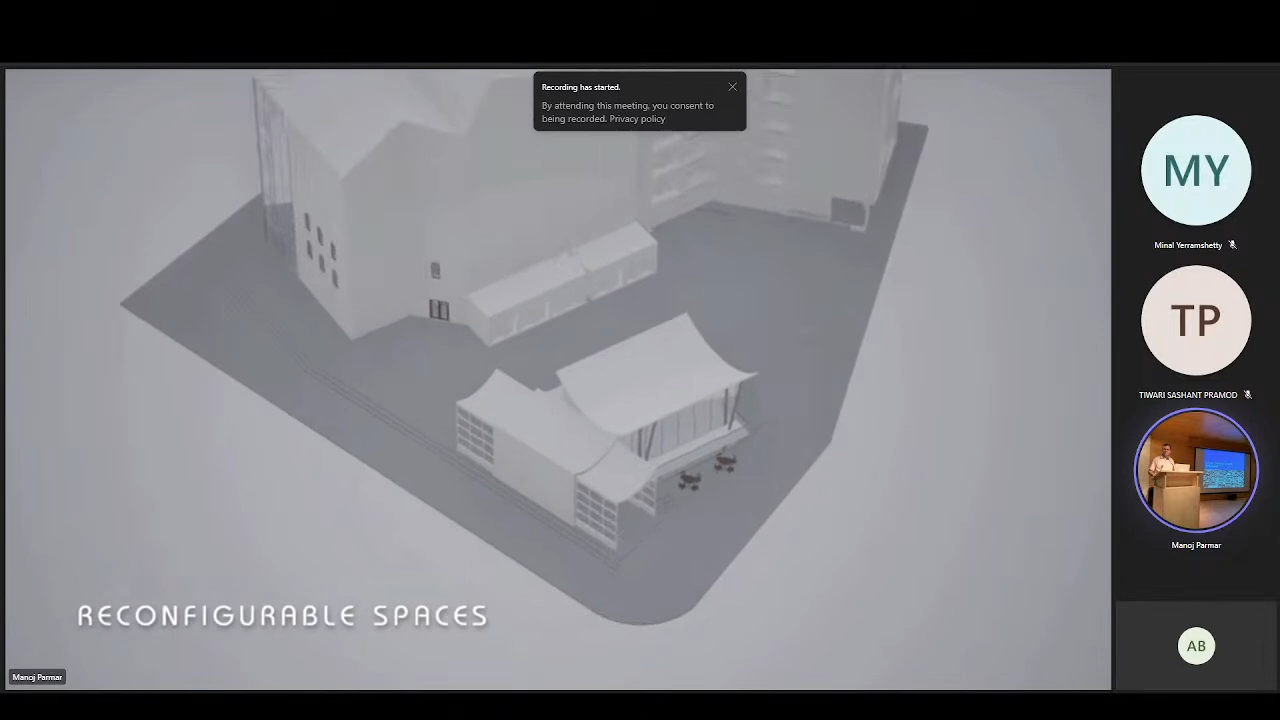 Recording has started.
By attending this meeting, you consent to
being recorded. Privacy policy
MY
Minal Yerramshetty
TP
TIWARI SASHANT PRAMOD
Manoj Parmar
AB
RECONFIGURABLE SPACES
Manoj Parmar